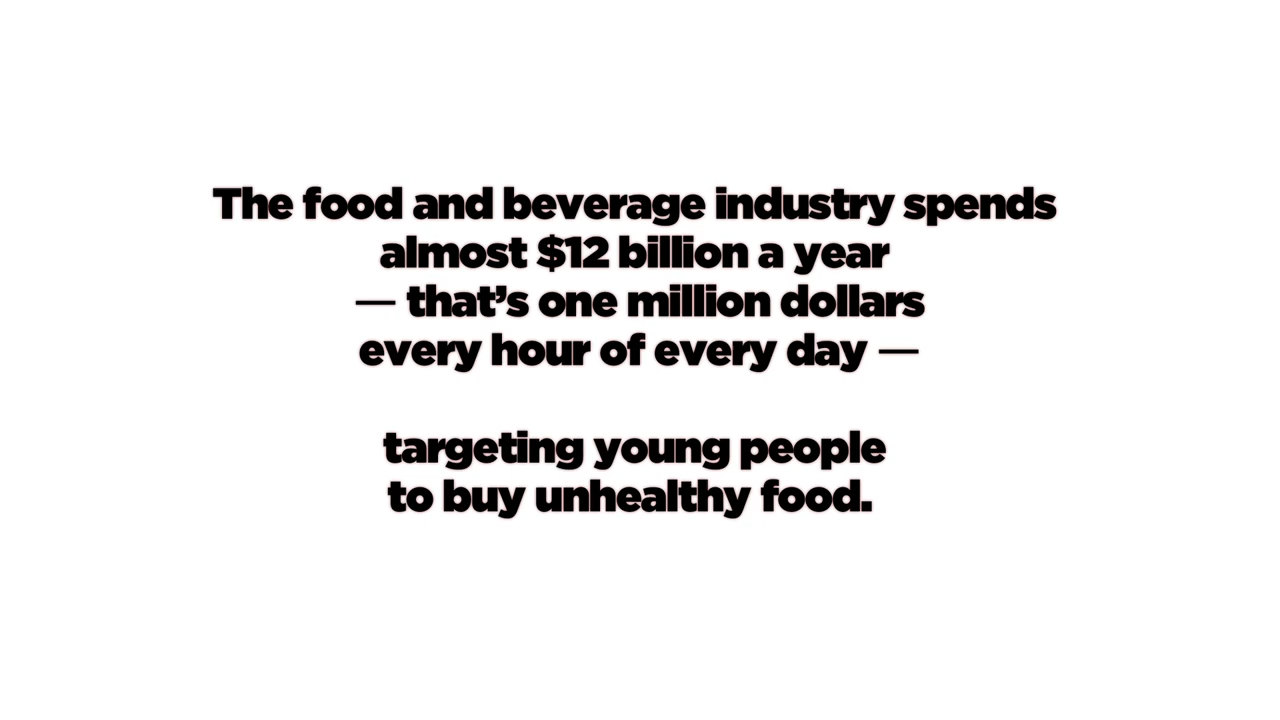 The food and beverage industry spends
almost $12 billion a year
— that’s one million dollars
every hour of every day —
targeting young people
to buy unhealthy food.